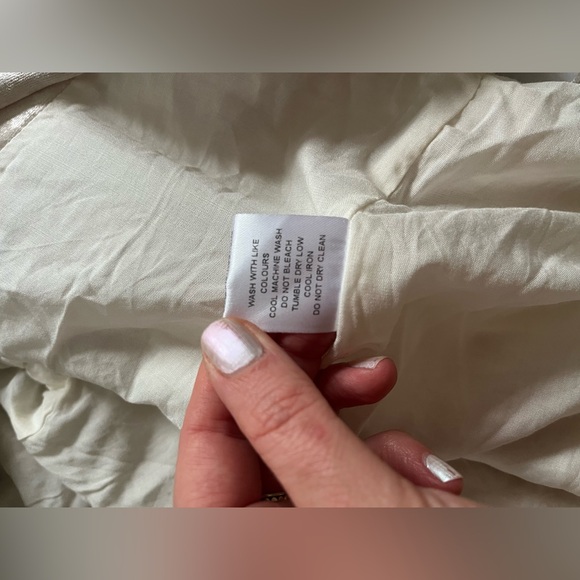 WASH WITH LIKE
COLOURS
COOL MACHINE WASH
DO NOT BLEACH
TUMBLE DRY LOW
COOL IRON
DO NOT DRY CLEAN